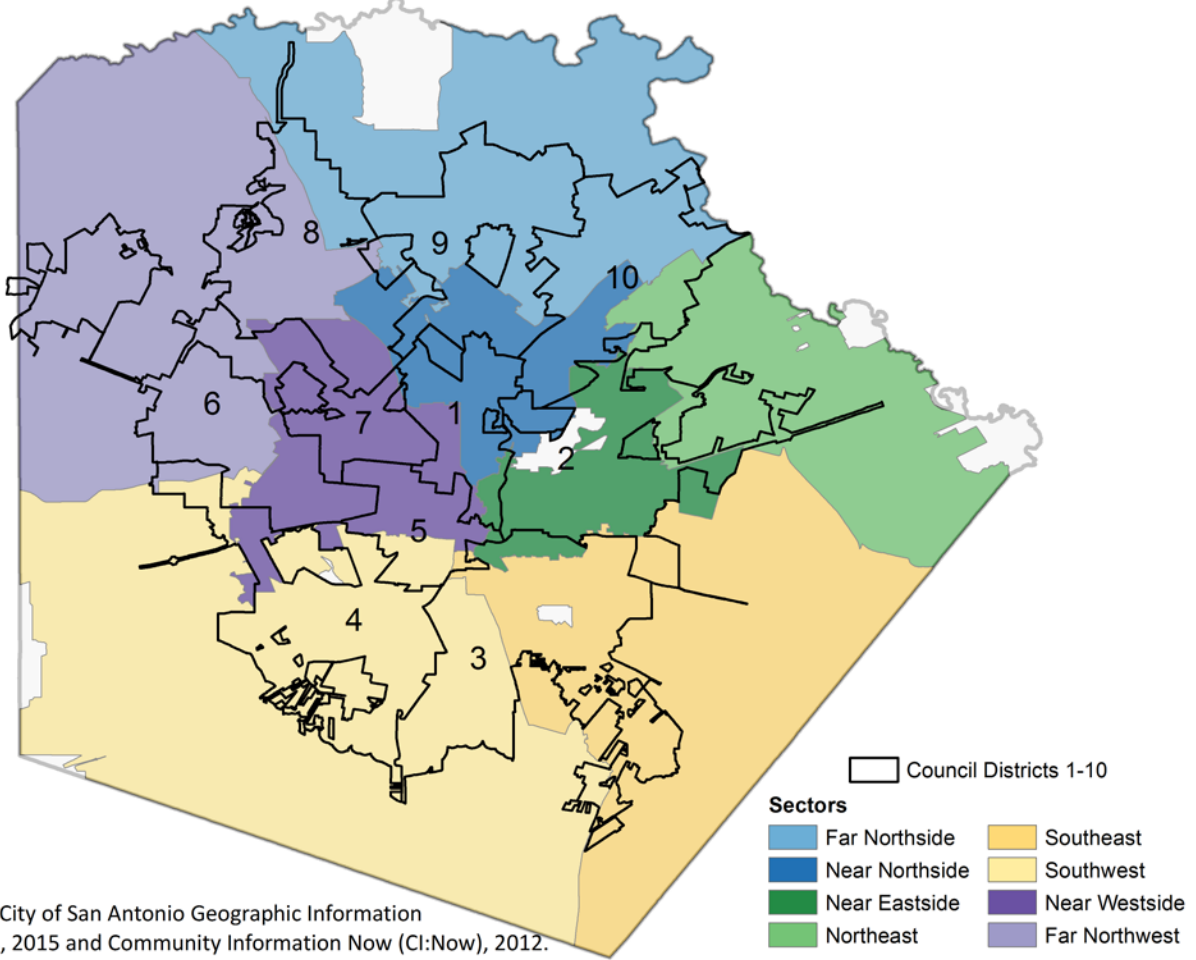 8
9
10
6
7
1
2
5
4
3
Council Districts 1-10
Sectors
Far Northside
Southeast
Near Northside
Southwest
Near Eastside
Near Westside
Northeast
Far Northwest
City of San Antonio Geographic Information
, 2015 and Community Information Now (CI:Now), 2012.